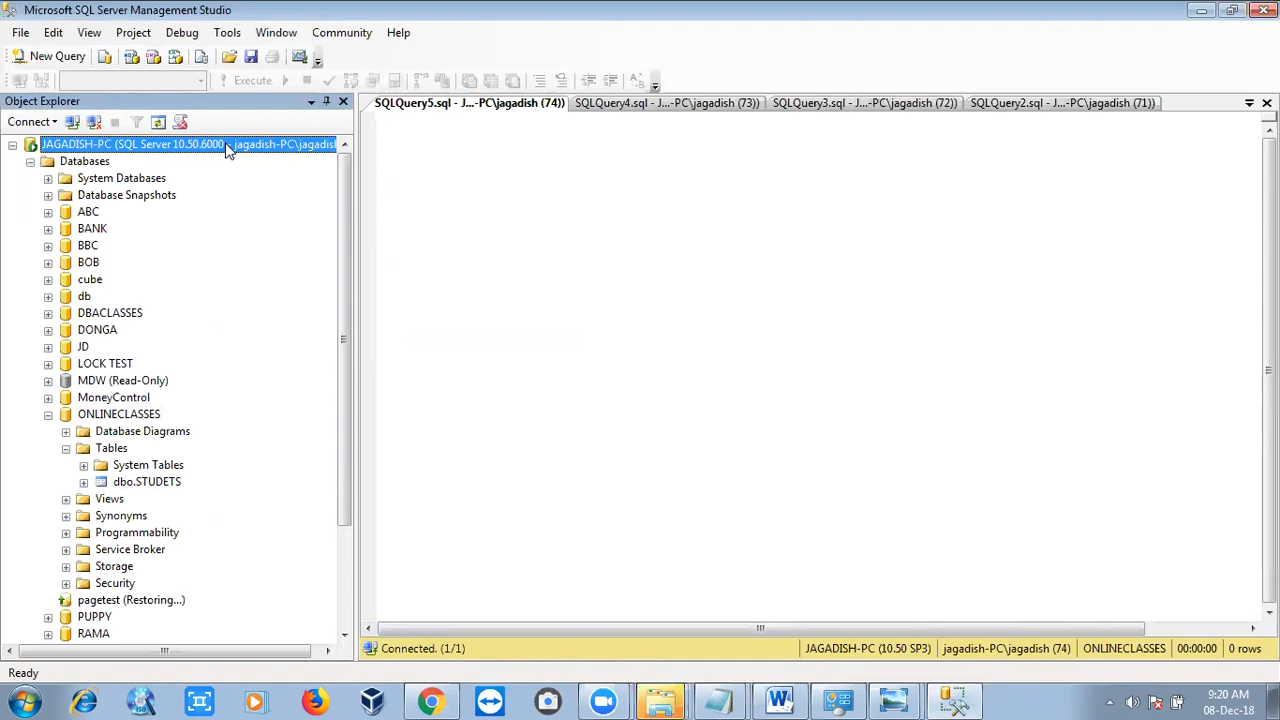 Microsoft SQL Server Management Studio
File Edit View Project Debug Tools Window Community Help
New Query
Execute
Object Explorer
SQLQuery5.sql - J...-PC\jagadish (74))
SQLQuery4.sql - J...-PC\jagadish (73))
SQLQuery3.sql - J...-PC\jagadish (72))
SQLQuery2.sql - J...-PC\jagadish (71))
Connect
JAGADISH-PC (SQL Server 10.50.6000 - jagadish-PC\jagadish
Databases
System Databases
Database Snapshots
ABC
BANK
BBC
BOB
cube
db
DBACLASSES
DONGA
JD
LOCK TEST
MDW (Read-Only)
MoneyControl
ONLINECLASSES
Database Diagrams
Tables
System Tables
dbo.STUDETS
Views
Synonyms
Programmability
Service Broker
Storage
Security
pagetest (Restoring...)
PUPPY
RAMA
Connected. (1/1)
JAGADISH-PC (10.50 SP3)
jagadish-PC\jagadish (74)
ONLINECLASSES
00:00:00
0 rows
Ready
9:20 AM
08-Dec-18